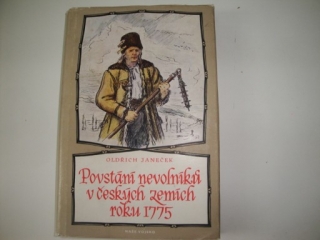 OLDŘICH JANEČEK
Povstání nevolníků
v českých zemích
roku 1775